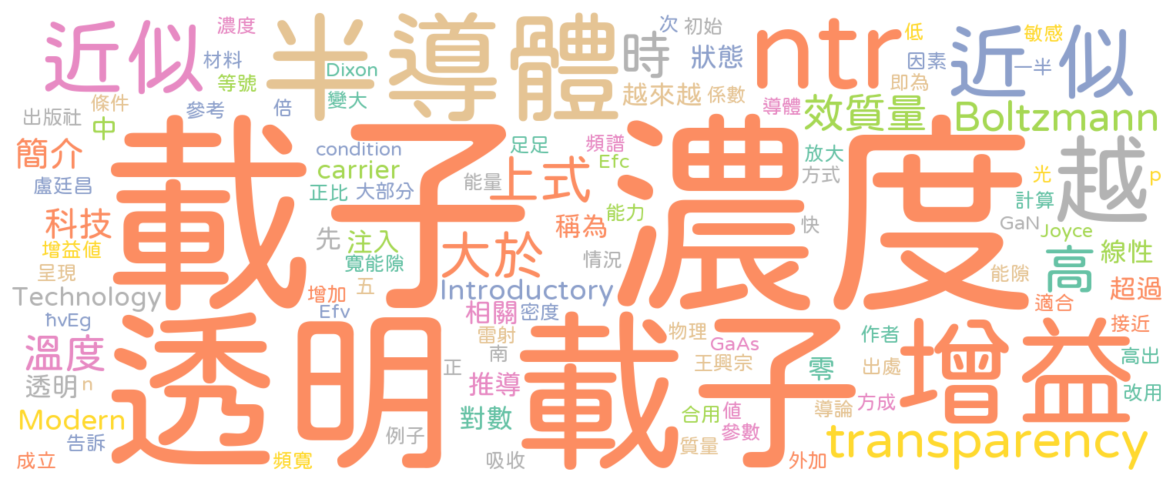 近似
半導體
ntr
近似
載子濃度
透明載子
增益
transparency
越
時
高
Boltzmann
效質量
上式
大於
簡介
科技
溫度
濃度
材料
等號
Dixon
變大
條件
出版社
參考
倍
中
次
初始
狀態
越來越
係數
導體
低
因素
即為
敏感
一半
condition
carrier
正比
大部分
盧廷昌
足足
能量
頻譜
Efc
放大
方式
光
p
計算
GaN
Joyce
稱為
能力
先
注入
寬能隙
增益值
呈現
五
情況
快
線性
能隙
超過
適合
Technology
ħνEg
增加
Efv
Introductory
相關
密度
雷射
南
物理
GaAs
王興宗
作者
出處
零
接近
高出
改用
透明
n
正
推導
Modern
告訴
對數
例子
合用
值
參數
導論
方成
質量
成立
頻寬
吸收
外加